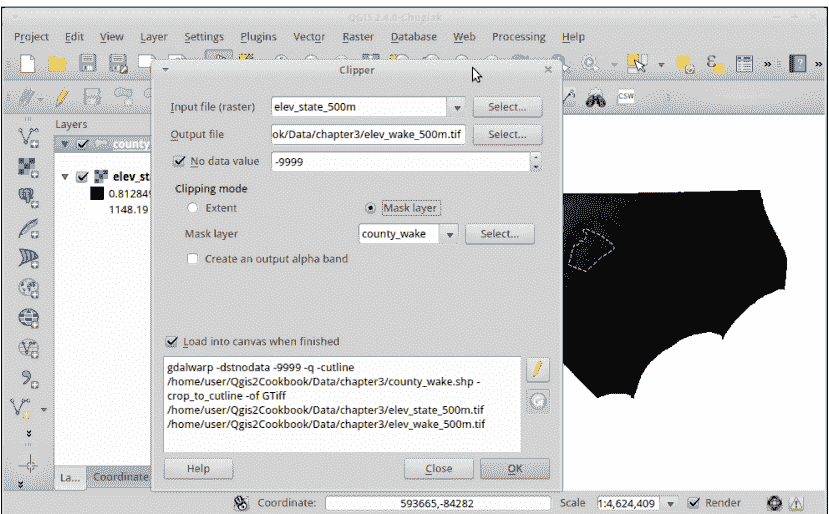 QGIS 2.4.0-Chugiak
Project Edit View Layer Settings Plugins Vector Raster Database Web Processing Help
Clipper
Input file (raster) elev_state_500m Select...
Output file ok/Data/chapter3/elev_wake_500m.tif Select...
No data value -9999
Clipping mode
Extent Mask layer
Mask layer county_wake Select...
Create an output alpha band
Load into canvas when finished
gdalwarp -dstnodata -9999 -q -cutline
/home/user/Qgis2Cookbook/Data/chapter3/county_wake.shp -
crop_to_cutline -of GTiff
/home/user/Qgis2Cookbook/Data/chapter3/elev_state_500m.tif
/home/user/Qgis2Cookbook/Data/chapter3/elev_wake_500m.tif
Help Close OK
Layers
county
elev_st
0.812849
1148.19
CSW
La... Coordinate
Coordinate: 593665,-84282 Scale 1:4,624,409 Render